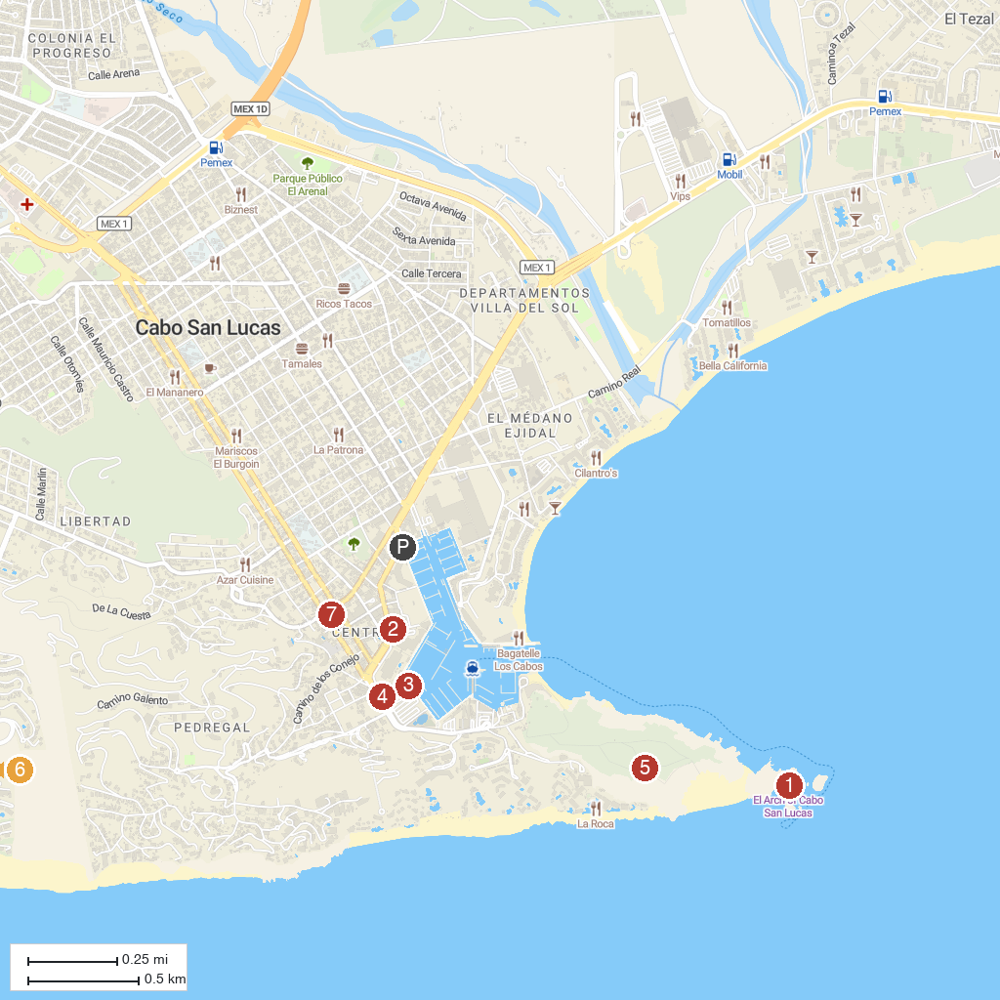 Seco
El Tezal
COLONIA EL
PROGRESO
Calle Arena
Camino a Tezal
MEX 1D
Pemex
Pemex
Mobil
Parque Público
El Arenal
Vips
Biznest
Octava Avenida
MEX 1
Sexta Avenida
MEX 1
Calle Tercera
DEPARTAMENTOS
VILLA DEL SOL
Ricos Tacos
Tomatillos
Cabo San Lucas
Calle Mauricio Castro
Calle Otomíes
Tamales
Bella California
Camino Real
El Mananero
EL MÉDANO
EJIDAL
La Patrona
Mariscos
El Burgoin
Cilantro's
Calle Marlín
LIBERTAD
P
Azar Cuisine
De La Cuesta
7
2
CENTR
Bagatelle
Los Cabos
Camino de los Conejo
3
4
Camino Galento
PEDREGAL
6
5
1
El Arch of Cabo
San Lucas
La Roca
0.25 mi
0.5 km